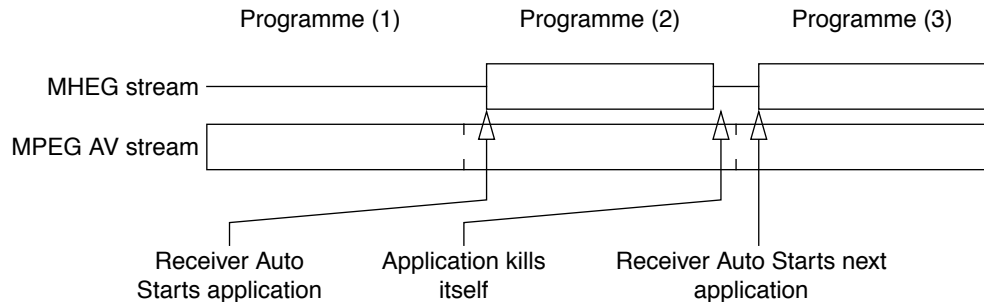 Programme (1)
Programme (2)
Programme (3)
MHEG stream
MPEG AV stream
Receiver Auto
Starts application
Application kills
itself
Receiver Auto Starts next
application